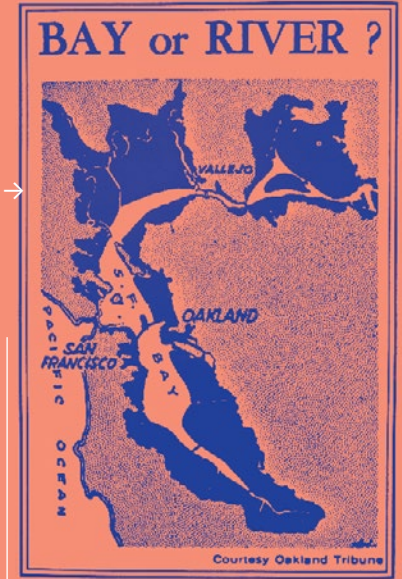 BAY or RIVER ?
VALLEJO
S. F.
OAKLAND
BAY
SAN
FRANCISCO
PACIFIC OCEAN
Courtesy Oakland Tribune